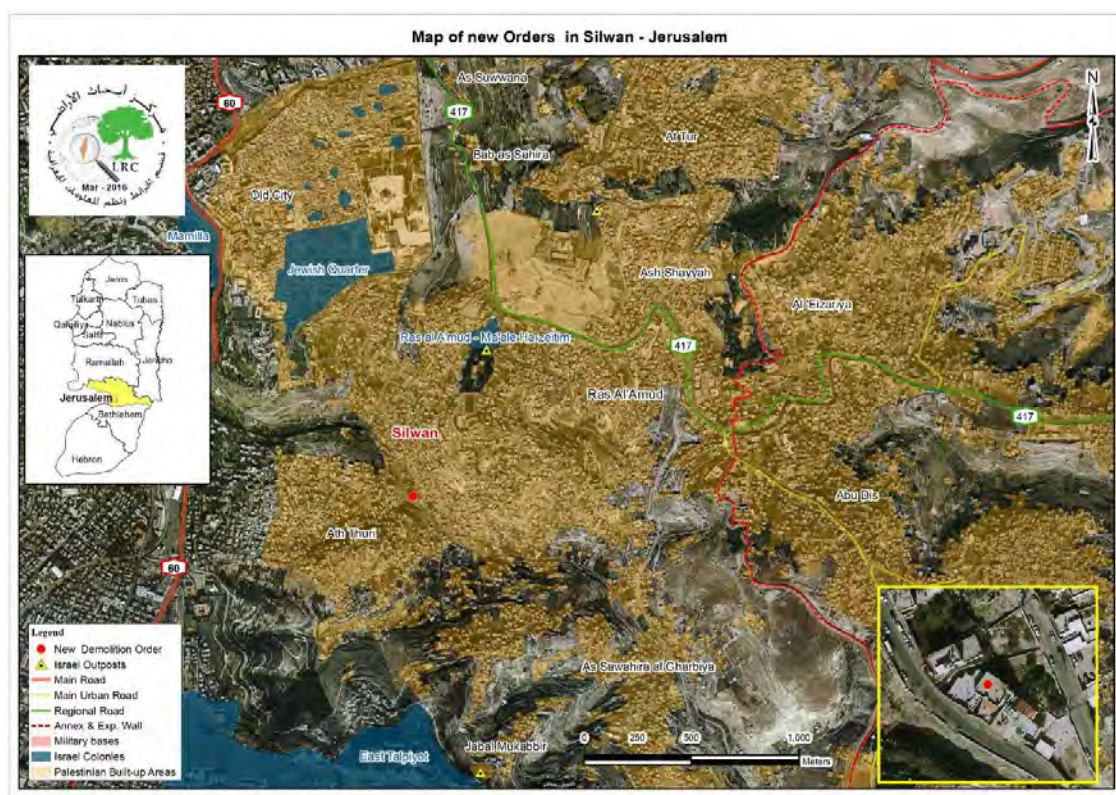 Map of new Orders in Silwan - Jerusalem
مركز أبحاث الأراضي
LRC
Mar - 2016
60
As Suwwana
417
At Tur
Bab as Sahira
N
Old City
Mamilla
Jewish Quarter
Ash Shayyah
Al 'Eizariya
Ras al A'mud - Ma'ale Ha-zeitim
417
Ras Al'Amud
417
Silwan
Abu Dis
Ath Thuri
60
As Sawahira al Gharbiya
Jabal Mukabbir
East Talpiyot
Jenin
Tulkarm
Tubas
Qalqiliya
Nablus
Salfit
Ramallah
Jericho
Jerusalem
Bethlehem
Hebron
Legend
New Demolition Order
Israel Outposts
Main Road
Main Urban Road
Regional Road
Annex & Exp. Wall
Military bases
Israel Colonies
Palestinian Built-up Areas
0 250 500 1,000
Meters